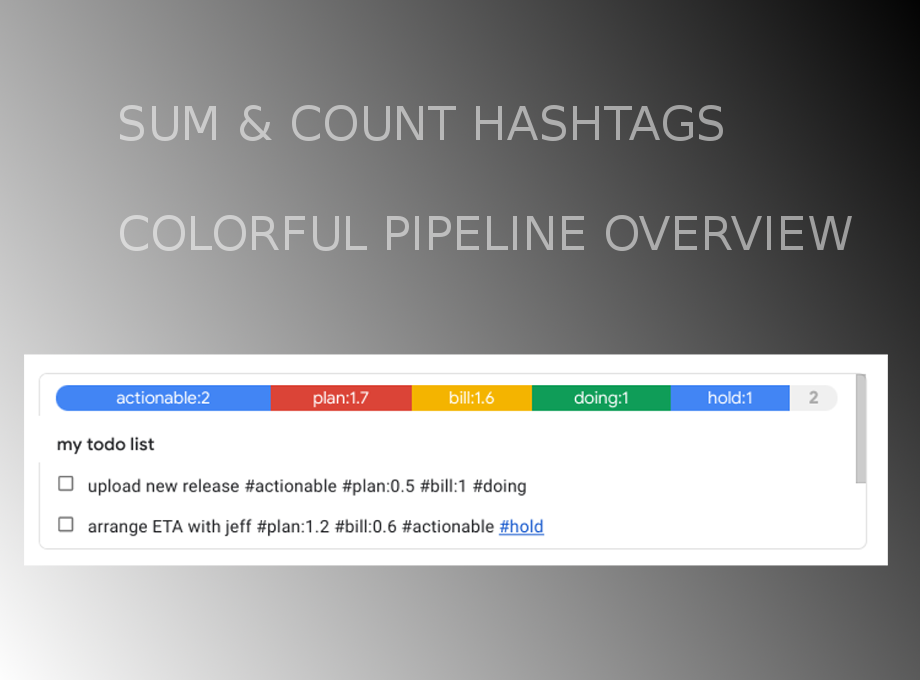 SUM & COUNT HASHTAGS
COLORFUL PIPELINE OVERVIEW
actionable:2 plan:1.7 bill:1.6 doing:1 hold:1 2
my todo list
upload new release #actionable #plan:0.5 #bill:1 #doing
arrange ETA with jeff #plan:1.2 #bill:0.6 #actionable #hold